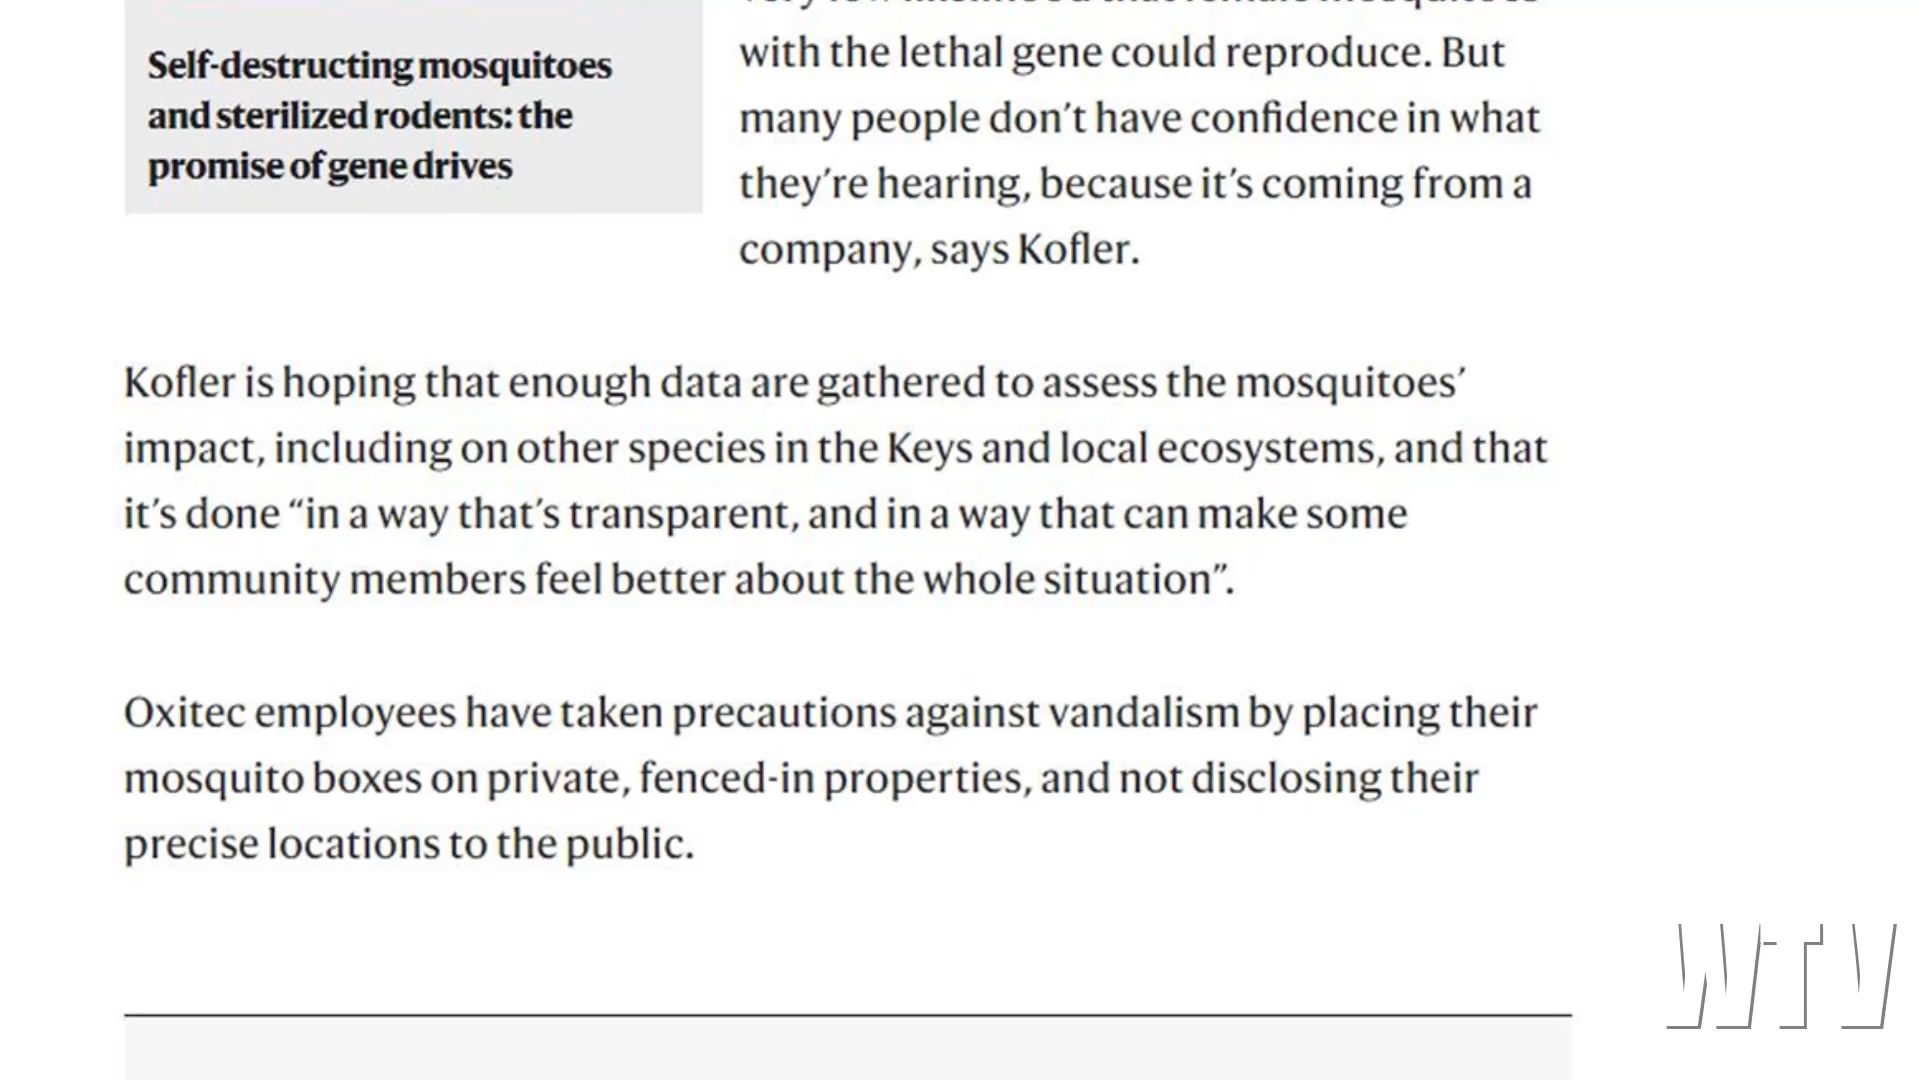 Self-destructing mosquitoes
and sterilized rodents: the
promise of gene drives
with the lethal gene could reproduce. But
many people don’t have confidence in what
they’re hearing, because it’s coming from a
company, says Kofler.
Kofler is hoping that enough data are gathered to assess the mosquitoes’
impact, including on other species in the Keys and local ecosystems, and that
it’s done “in a way that’s transparent, and in a way that can make some
community members feel better about the whole situation”.
Oxitec employees have taken precautions against vandalism by placing their
mosquito boxes on private, fenced-in properties, and not disclosing their
precise locations to the public.
WTV